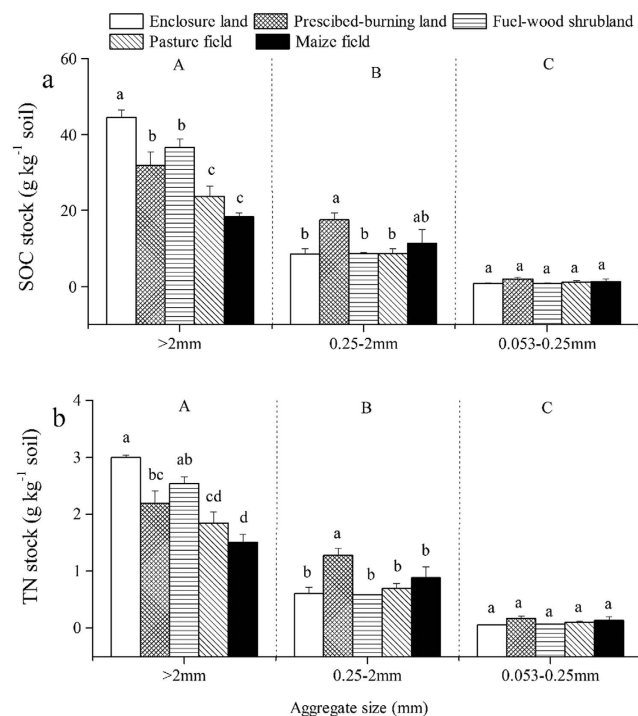 Enclosure land Prescibed-burning land Fuel-wood shrubland
Pasture field Maize field
a
SOC stock (g kg⁻¹ soil)
60
40
20
0
A B C
a b b c c
b a b b ab
a a a a a
>2mm 0.25-2mm 0.053-0.25mm
b
TN stock (g kg⁻¹ soil)
4
3
2
1
0
A B C
a bc ab cd d
b a b b b
a a a a a
>2mm 0.25-2mm 0.053-0.25mm
Aggregate size (mm)